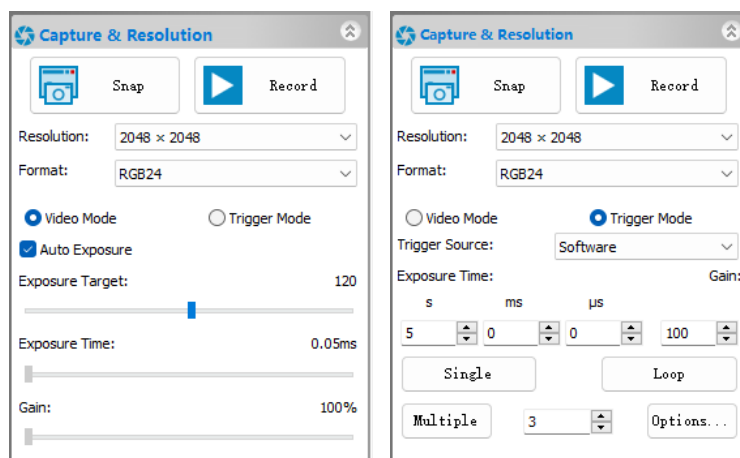 Capture & Resolution
Snap Record
Resolution: 2048 × 2048
Format: RGB24
Video Mode Trigger Mode
Auto Exposure
Exposure Target: 120
Exposure Time: 0.05ms
Gain: 100%
Capture & Resolution
Snap Record
Resolution: 2048 × 2048
Format: RGB24
Video Mode Trigger Mode
Trigger Source: Software
Exposure Time: Gain:
s ms µs
5 0 0 100
Single Loop
Multiple 3 Options...